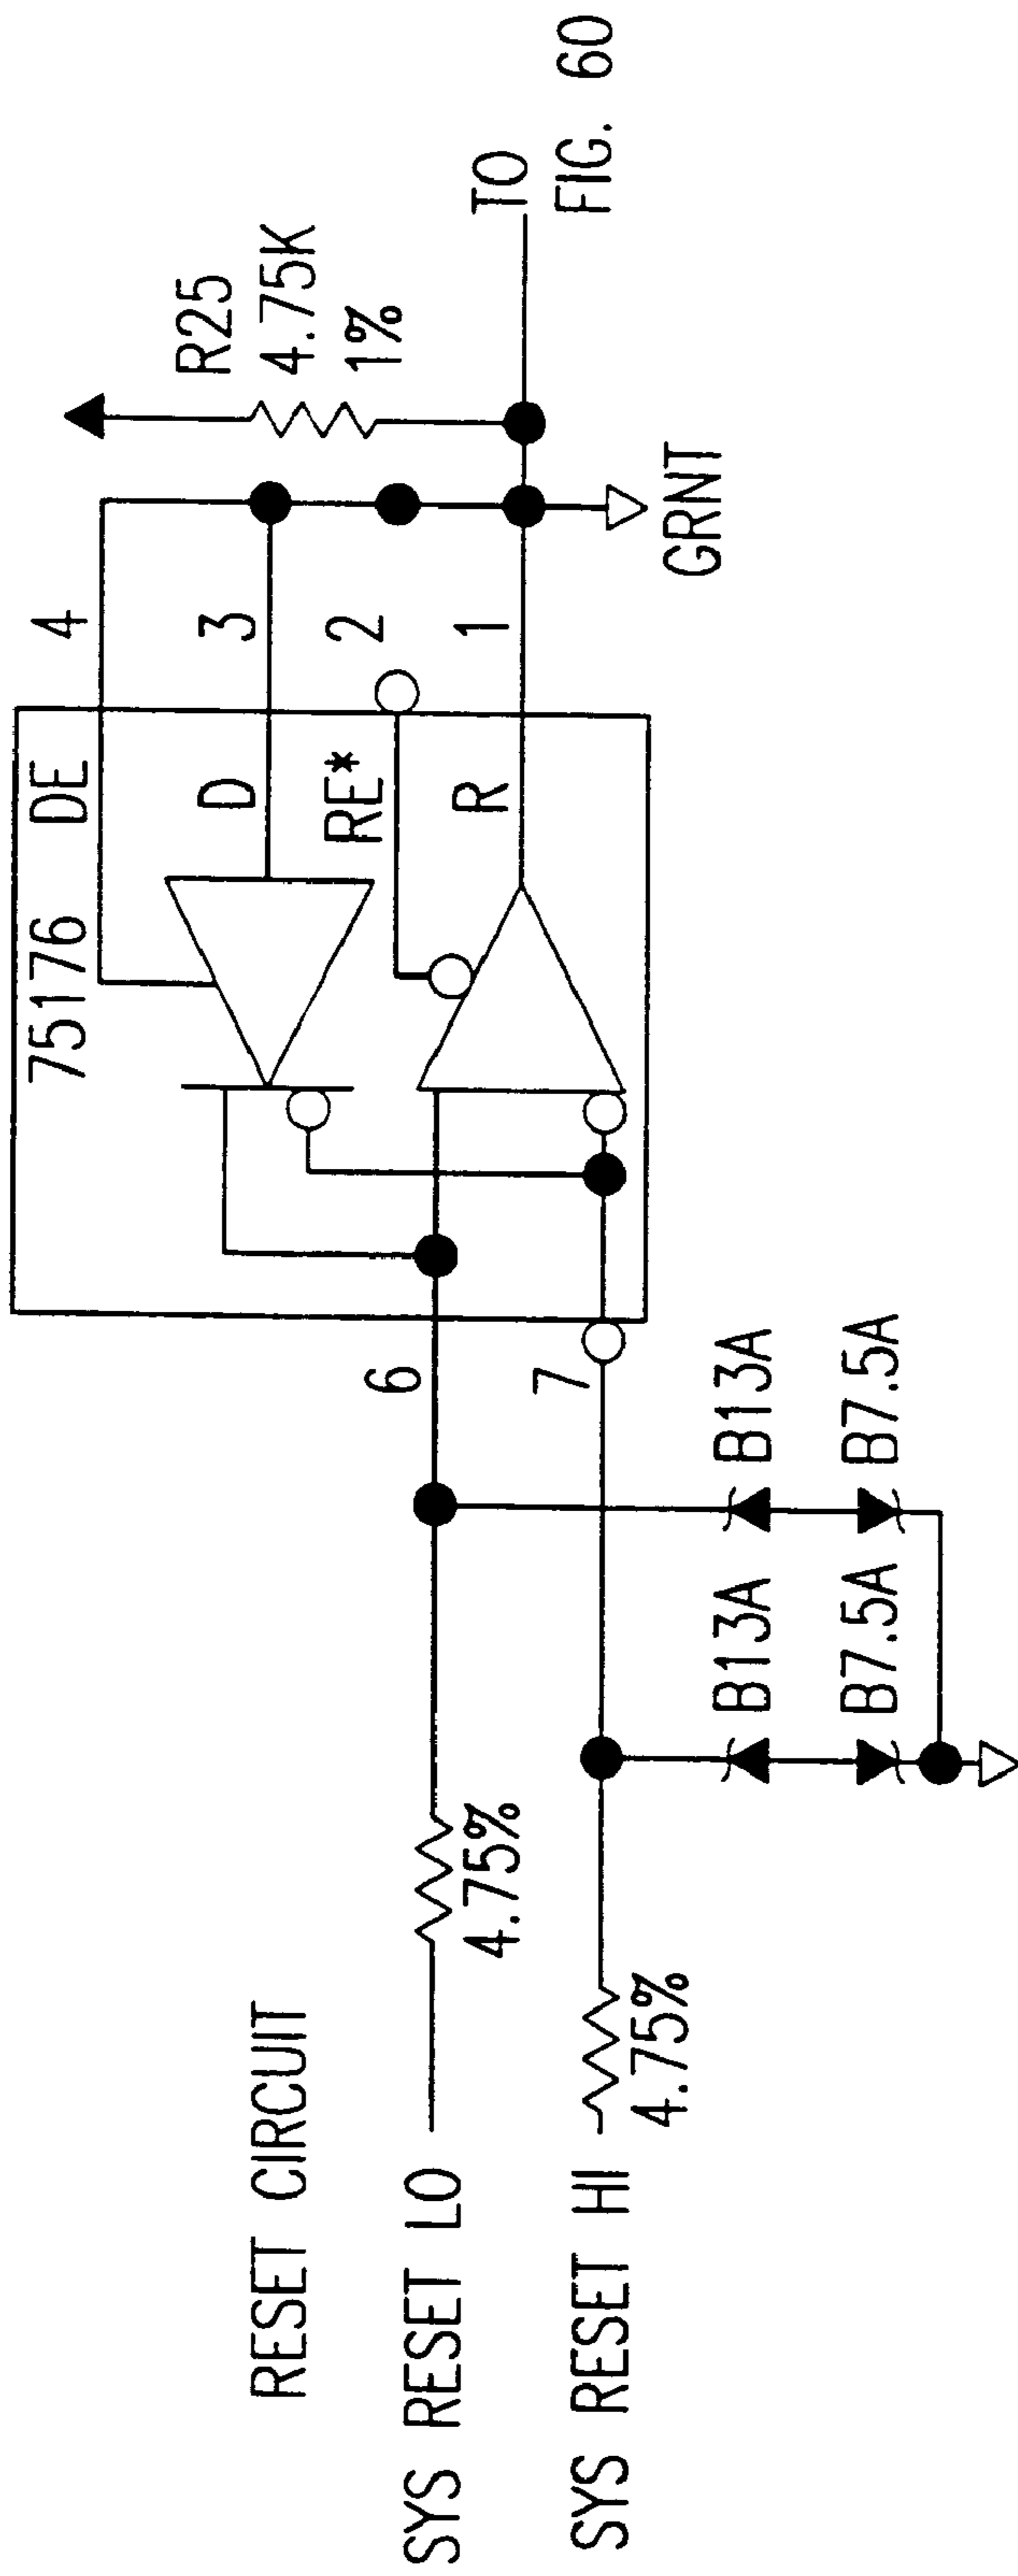 RESET CIRCUIT
SYS RESET LO
4.75%
SYS RESET HI
4.75%
6
7
B13A
B13A
B7.5A
B7.5A
75176
DE
D
RE*
R
4
3
2
1
GRNT
R25
4.75K
1%
TO
FIG. 60